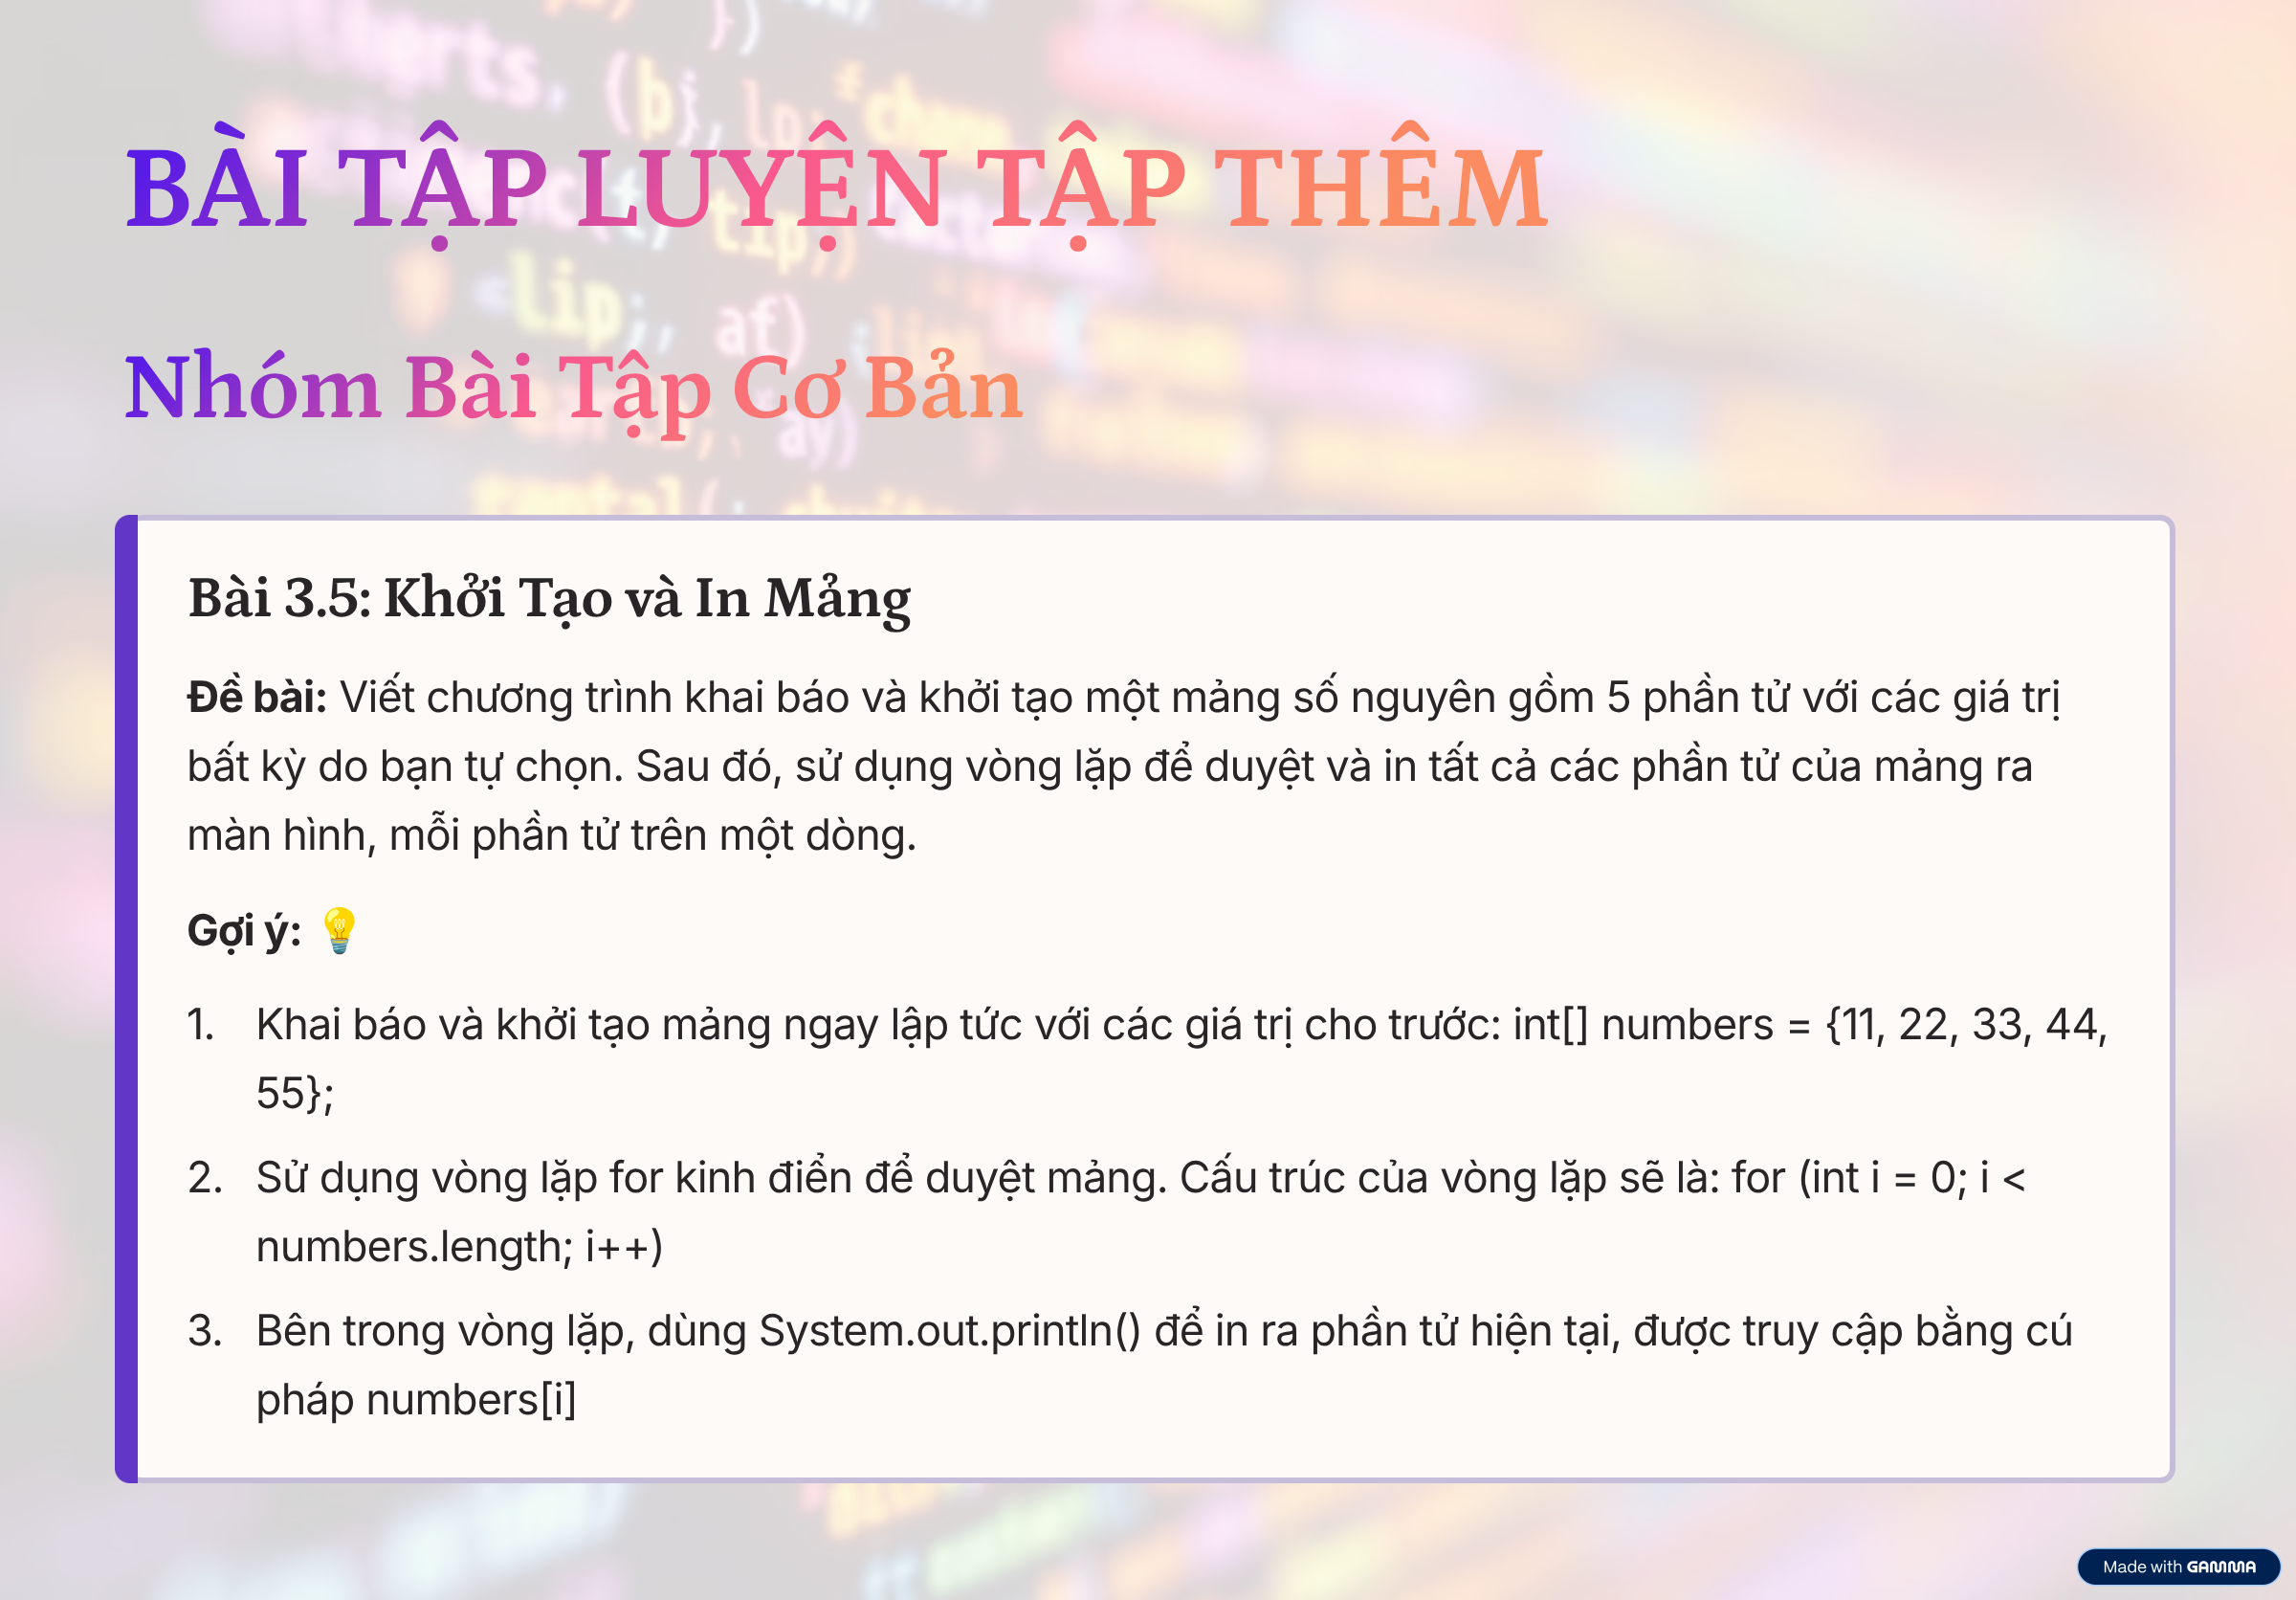 BÀI TẬP LUYỆN TẬP THÊM
Nhóm Bài Tập Cơ Bản
Bài 3.5: Khởi Tạo và In Mảng
Đề bài: Viết chương trình khai báo và khởi tạo một mảng số nguyên gồm 5 phần tử với các giá trị
bất kỳ do bạn tự chọn. Sau đó, sử dụng vòng lặp để duyệt và in tất cả các phần tử của mảng ra
màn hình, mỗi phần tử trên một dòng.
Gợi ý: 💡
1. Khai báo và khởi tạo mảng ngay lập tức với các giá trị cho trước: int[] numbers = {11, 22, 33, 44,
55};
2. Sử dụng vòng lặp for kinh điển để duyệt mảng. Cấu trúc của vòng lặp sẽ là: for (int i = 0; i <
numbers.length; i++)
3. Bên trong vòng lặp, dùng System.out.println() để in ra phần tử hiện tại, được truy cập bằng cú
pháp numbers[i]
Made with GAMMA